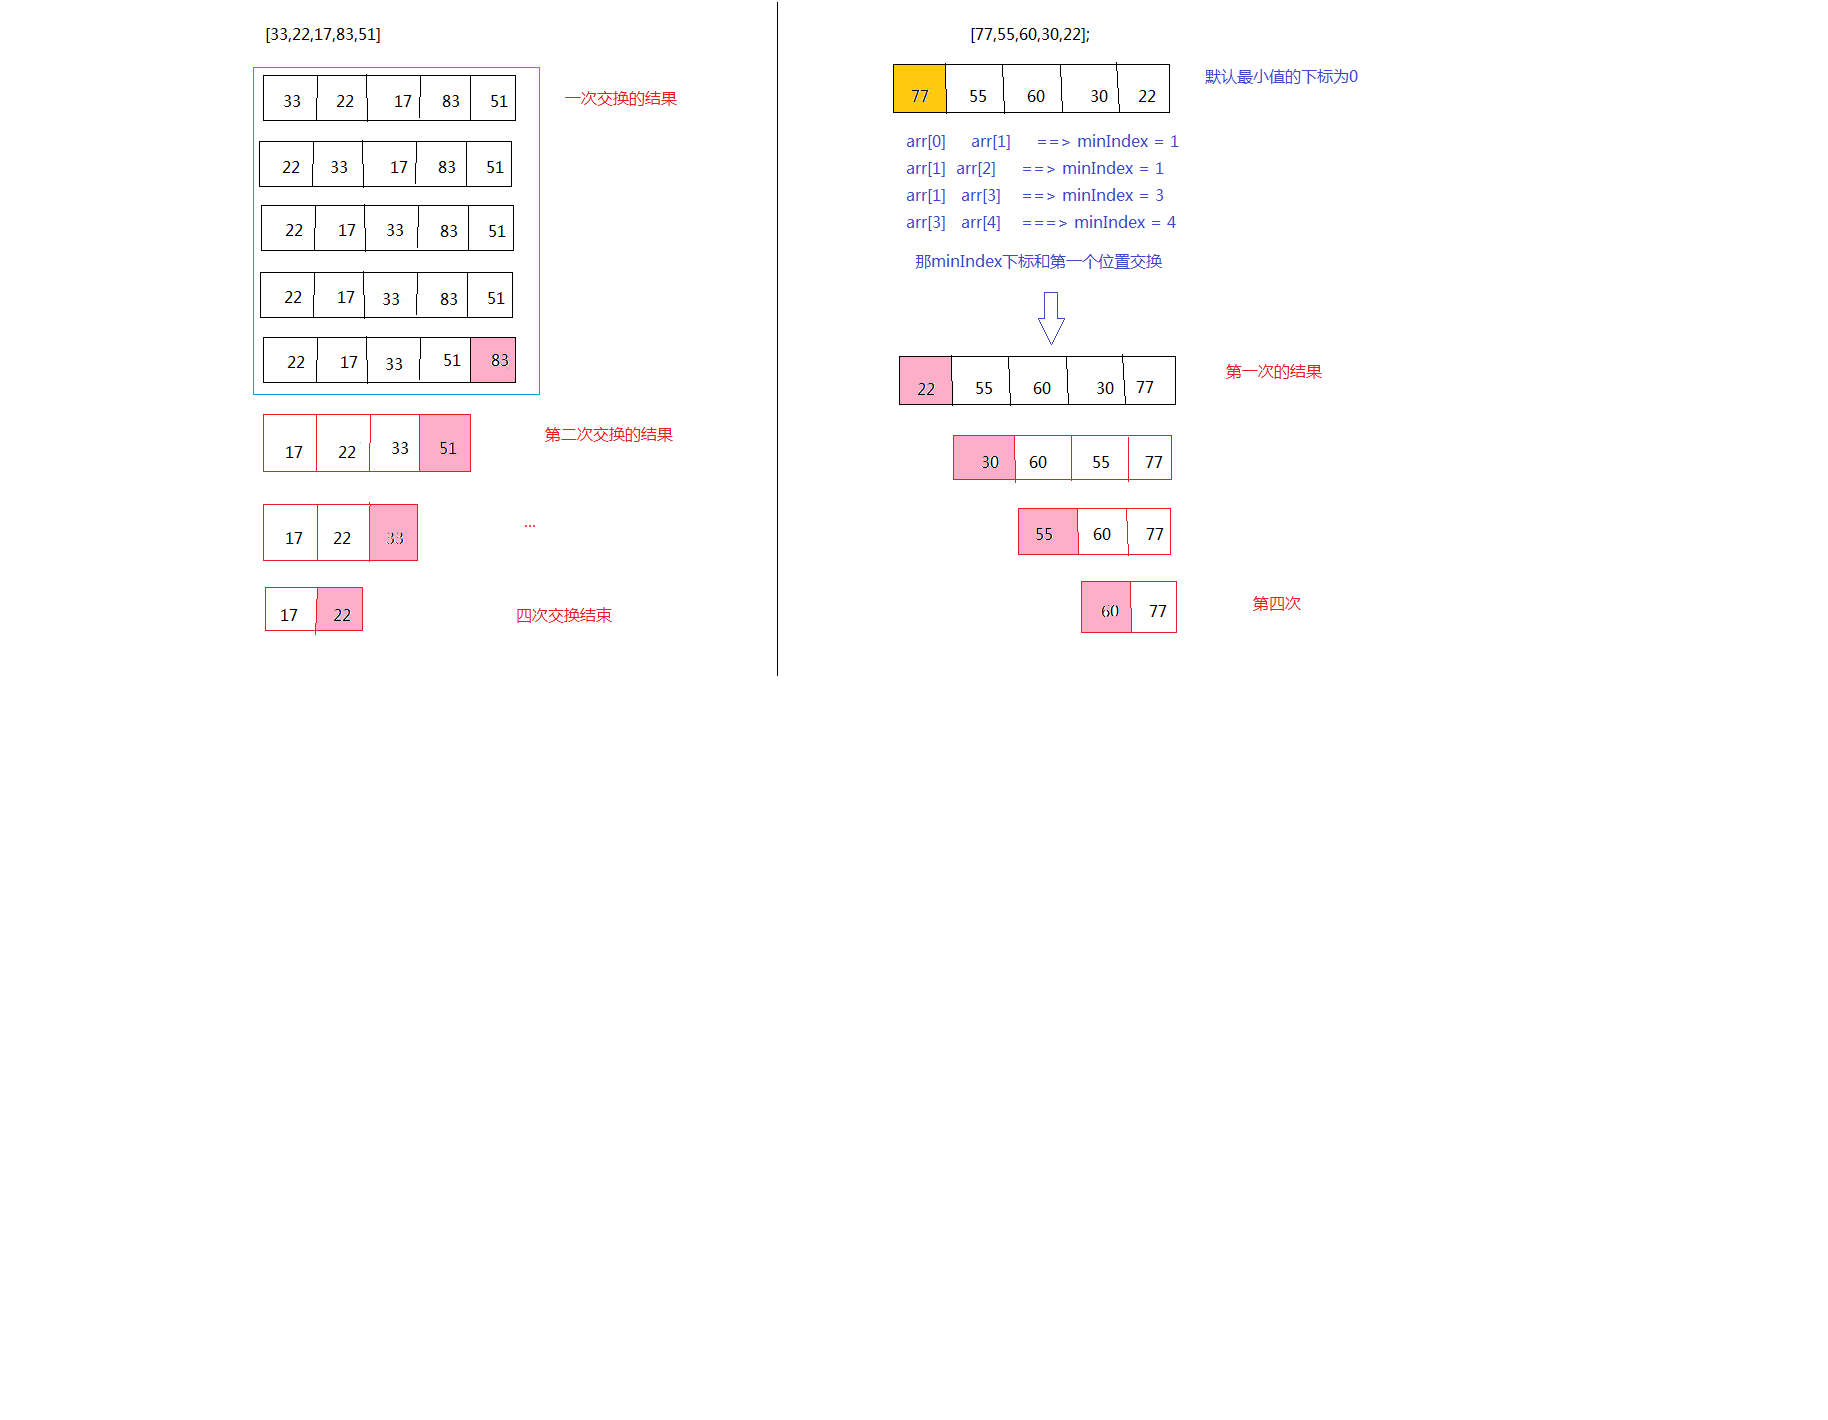 [33,22,17,83,51]
33 22 17 83 51
一次交换的结果
22 33 17 83 51
22 17 33 83 51
22 17 33 83 51
22 17 33 51 83
17 22 33 51
第二次交换的结果
17 22 33
...
17 22
四次交换结束
[77,55,60,30,22];
77 55 60 30 22
默认最小值的下标为0
arr[0] arr[1] ==> minIndex = 1
arr[1] arr[2] ==> minIndex = 1
arr[1] arr[3] ==> minIndex = 3
arr[3] arr[4] ===> minIndex = 4
那minIndex下标和第一个位置交换
22 55 60 30 77
第一次的结果
30 60 55 77
55 60 77
60 77
第四次